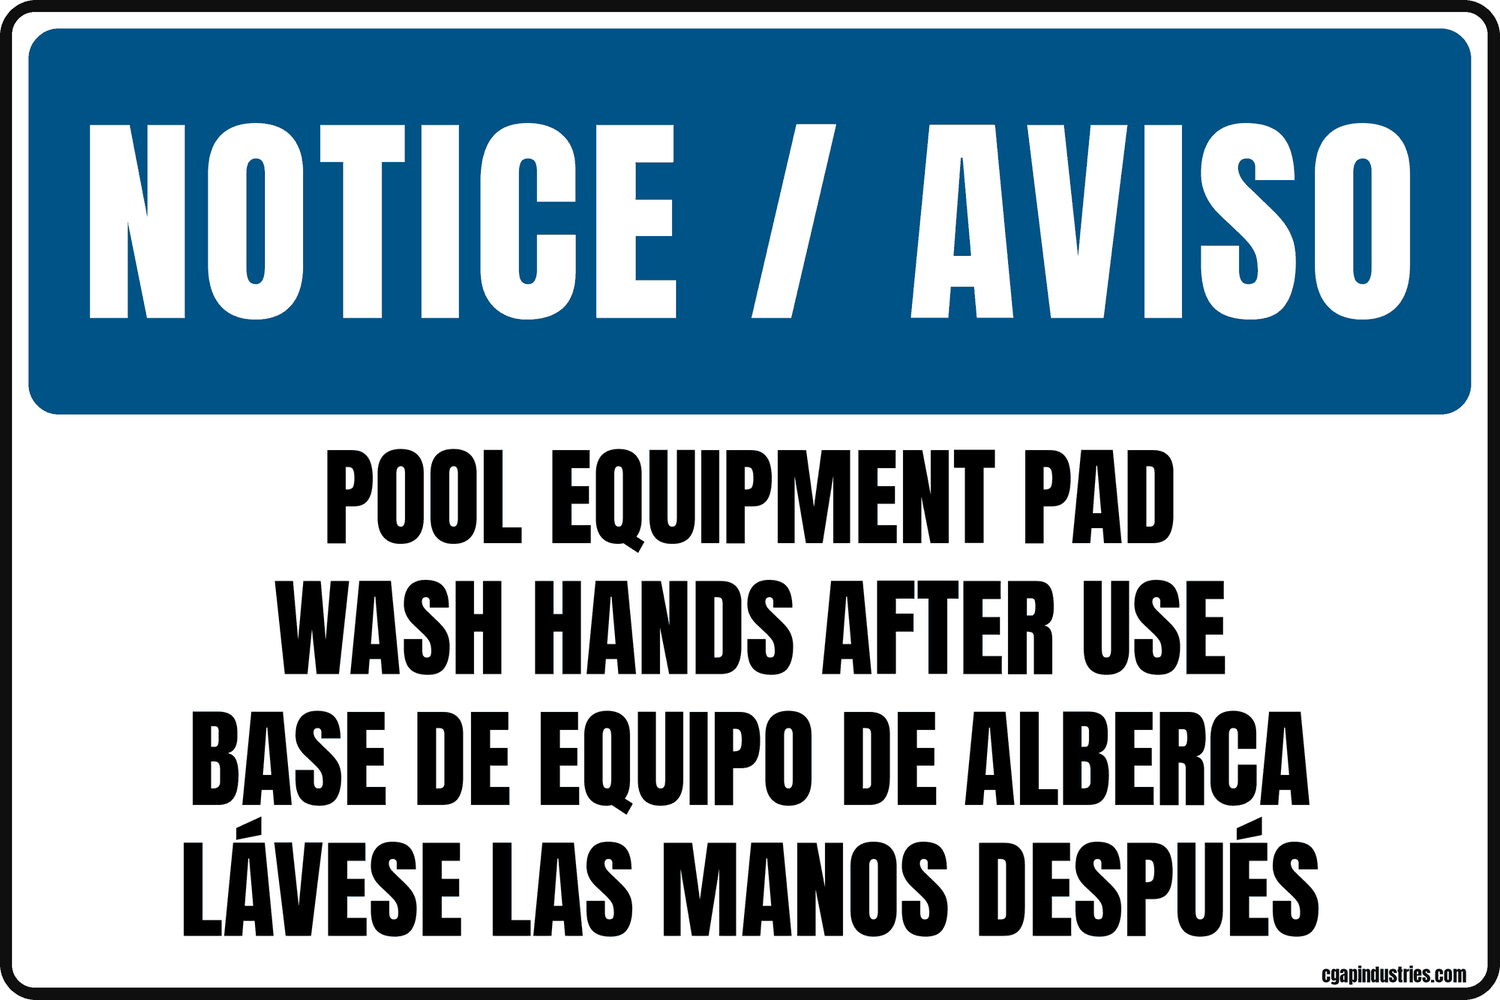 NOTICE / AVISO
POOL EQUIPMENT PAD
WASH HANDS AFTER USE
BASE DE EQUIPO DE ALBERCA
LÁVESE LAS MANOS DESPUÉS
cgapindustries.com